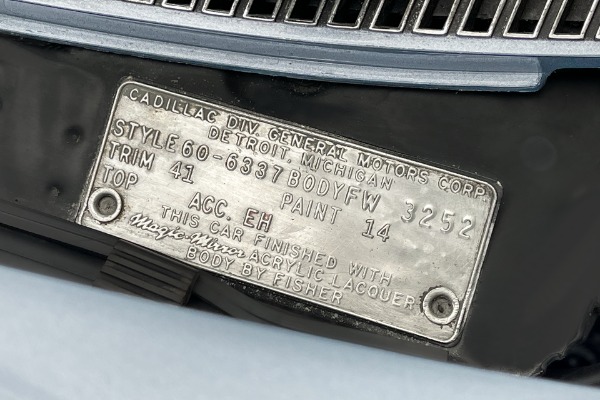 CADILLAC DIV. GENERAL MOTORS CORP.
DETROIT, MICHIGAN
STYLE 60-6337 BODY FW 3252
TRIM 41 PAINT 14
TOP
ACC. EH
THIS CAR FINISHED WITH
Magic-Mirror ACRYLIC LACQUER
BODY BY FISHER